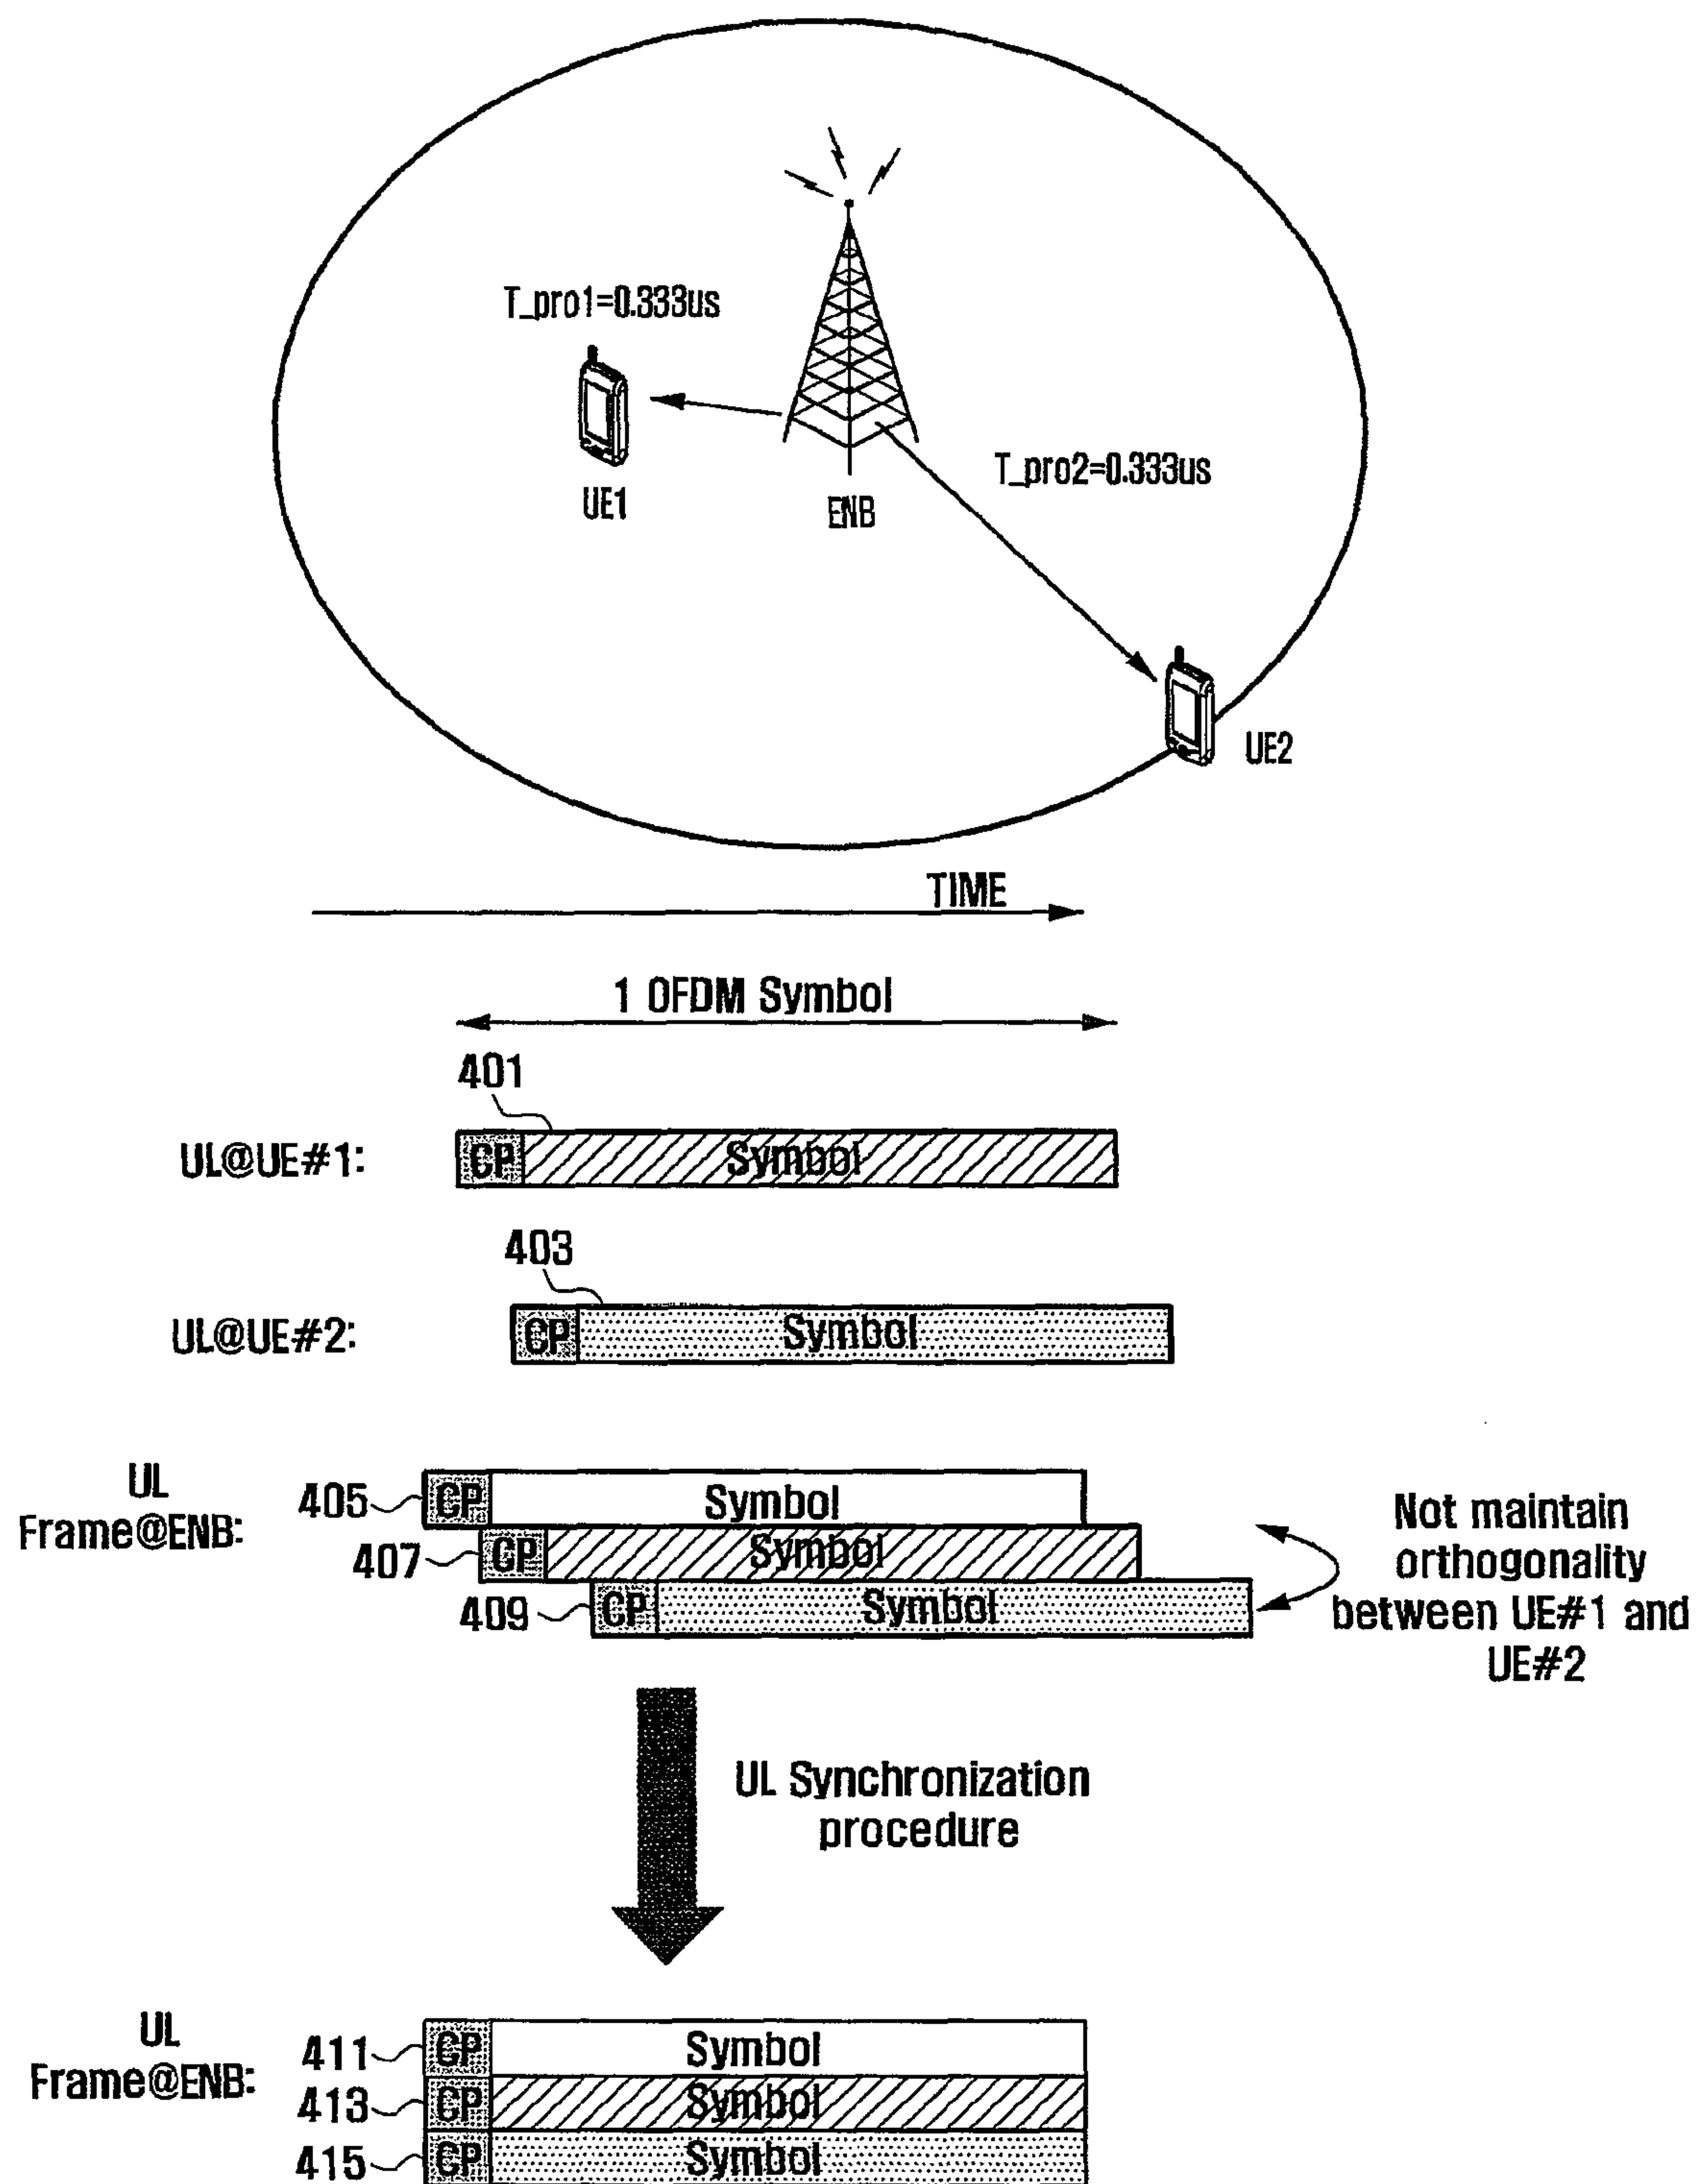 T_pro1=0.333us
UE1
ENB
T_pro2=0.333us
UE2
TIME
1 OFDM Symbol
401
UL@UE#1:
CP
Symbol
403
UL@UE#2:
CP
Symbol
UL
Frame@ENB:
405
CP
Symbol
407
CP
Symbol
409
CP
Symbol
Not maintain
orthogonality
between UE#1 and
UE#2
UL Synchronization
procedure
UL
Frame@ENB:
411
CP
Symbol
413
CP
Symbol
415
CP
Symbol